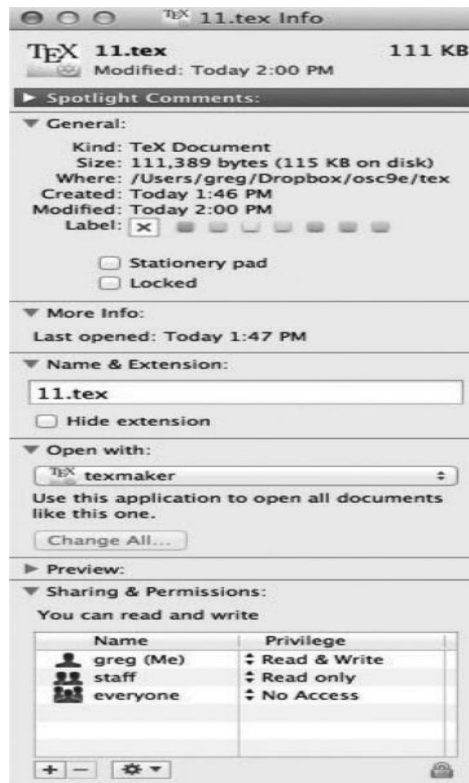 TEX 11.tex Info
TEX 11.tex 111 KB
Modified: Today 2:00 PM
Spotlight Comments:
General:
Kind: TeX Document
Size: 111,389 bytes (115 KB on disk)
Where: /Users/greg/Dropbox/osc9e/tex
Created: Today 1:46 PM
Modified: Today 2:00 PM
Label:
Stationery pad
Locked
More Info:
Last opened: Today 1:47 PM
Name & Extension:
11.tex
Hide extension
Open with:
TEX texmaker
Use this application to open all documents
like this one.
Change All...
Preview:
Sharing & Permissions:
You can read and write
Name Privilege
greg (Me) Read & Write
staff Read only
everyone No Access